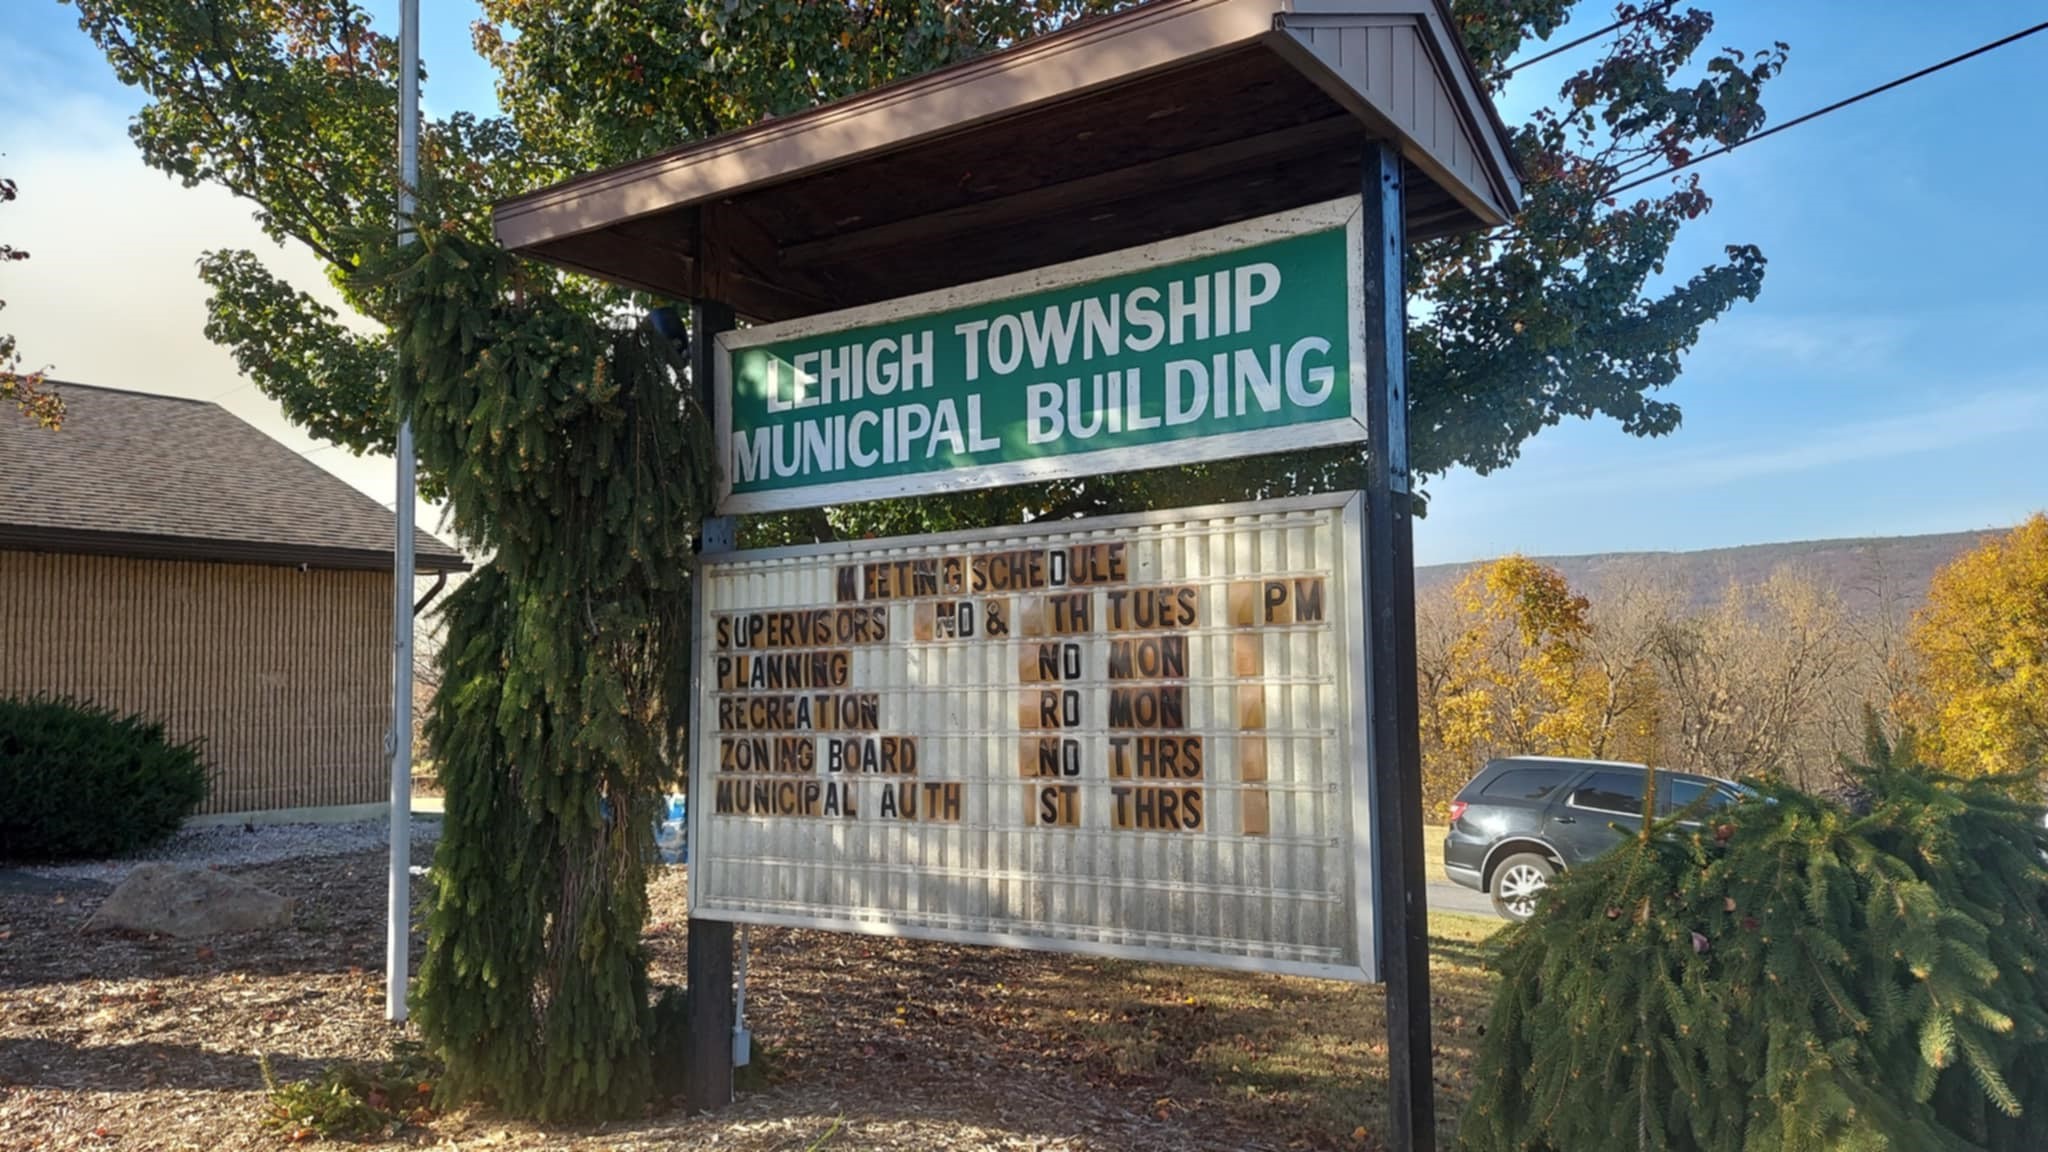 LEHIGH TOWNSHIP
MUNICIPAL BUILDING
MEETING SCHEDULE
SUPERVISORS ND & TH TUES PM
PLANNING ND MON
RECREATION RD MON
ZONING BOARD ND THRS
MUNICIPAL AUTH ST THRS